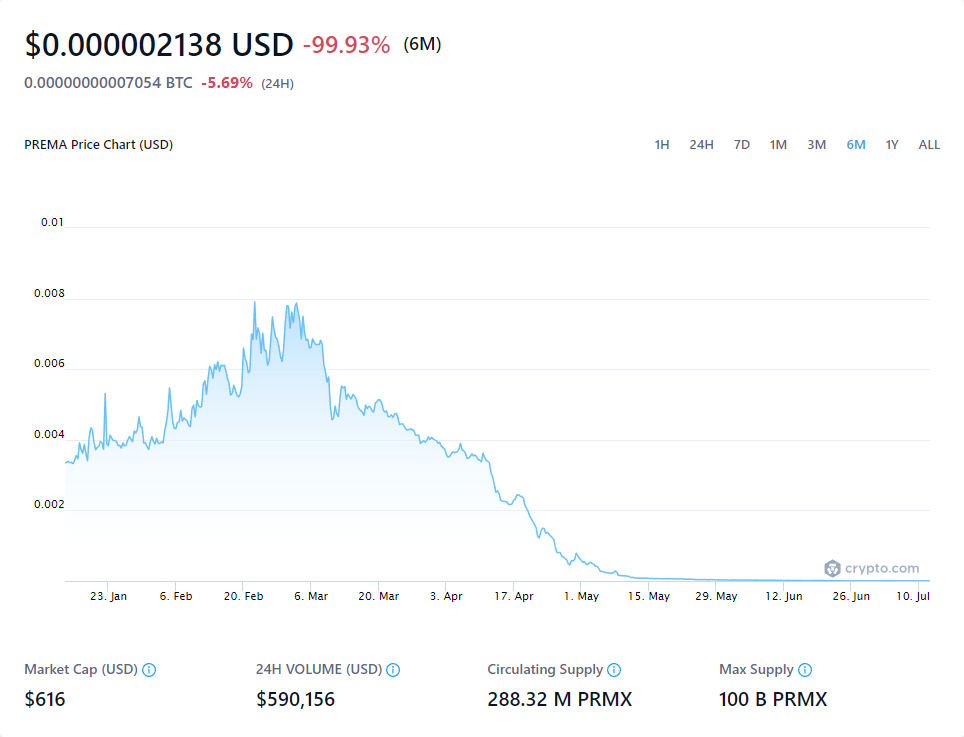 $0.000002138 USD -99.93% (6M)
0.00000000007054 BTC -5.69% (24H)
PREMA Price Chart (USD) 1H 24H 7D 1M 3M 6M 1Y ALL
0.01
0.008
0.006
0.004
0.002
crypto.com
23. Jan 6. Feb 20. Feb 6. Mar 20. Mar 3. Apr 17. Apr 1. May 15. May 29. May 12. Jun 26. Jun 10. Jul
Market Cap (USD) 24H VOLUME (USD) Circulating Supply Max Supply
$616 $590,156 288.32 M PRMX 100 B PRMX